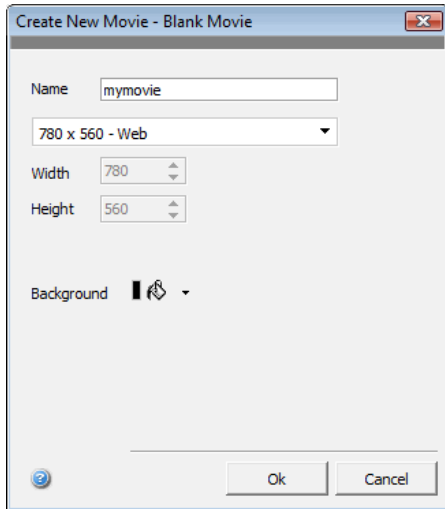 Create New Movie - Blank Movie
Name mymovie
780 x 560 - Web
Width 780
Height 560
Background
Ok Cancel